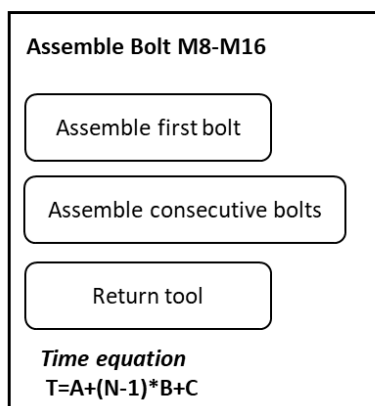 Assemble Bolt M8-M16
Assemble first bolt
Assemble consecutive bolts
Return tool
Time equation
T=A+(N-1)*B+C